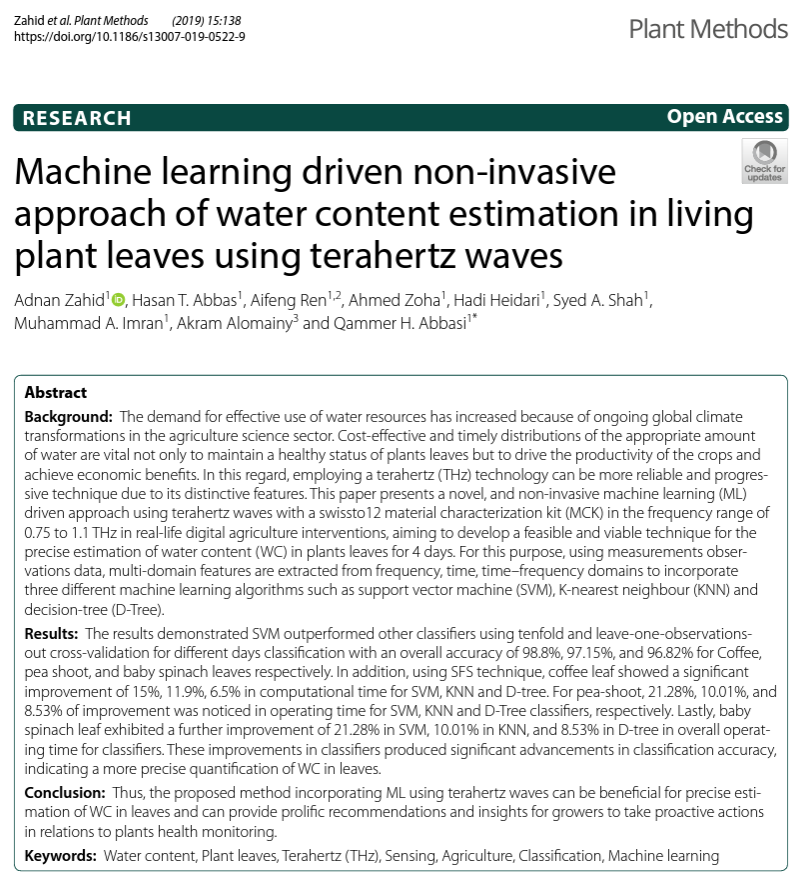 Zahid et al. Plant Methods (2019) 15:138
https://doi.org/10.1186/s13007-019-0522-9
Plant Methods
RESEARCH
Open Access
Check for
updates
Machine learning driven non-invasive
approach of water content estimation in living
plant leaves using terahertz waves
Adnan Zahid1iD, Hasan T. Abbas1, Aifeng Ren1,2, Ahmed Zoha1, Hadi Heidari1, Syed A. Shah1,
Muhammad A. Imran1, Akram Alomainy3 and Qammer H. Abbasi1*
Abstract
Background: The demand for effective use of water resources has increased because of ongoing global climate
transformations in the agriculture science sector. Cost-effective and timely distributions of the appropriate amount
of water are vital not only to maintain a healthy status of plants leaves but to drive the productivity of the crops and
achieve economic benefits. In this regard, employing a terahertz (THz) technology can be more reliable and progres-
sive technique due to its distinctive features. This paper presents a novel, and non-invasive machine learning (ML)
driven approach using terahertz waves with a swissto12 material characterization kit (MCK) in the frequency range of
0.75 to 1.1 THz in real-life digital agriculture interventions, aiming to develop a feasible and viable technique for the
precise estimation of water content (WC) in plants leaves for 4 days. For this purpose, using measurements obser-
vations data, multi-domain features are extracted from frequency, time, time–frequency domains to incorporate
three different machine learning algorithms such as support vector machine (SVM), K-nearest neighbour (KNN) and
decision-tree (D-Tree).
Results: The results demonstrated SVM outperformed other classifiers using tenfold and leave-one-observations-
out cross-validation for different days classification with an overall accuracy of 98.8%, 97.15%, and 96.82% for Coffee,
pea shoot, and baby spinach leaves respectively. In addition, using SFS technique, coffee leaf showed a significant
improvement of 15%, 11.9%, 6.5% in computational time for SVM, KNN and D-tree. For pea-shoot, 21.28%, 10.01%, and
8.53% of improvement was noticed in operating time for SVM, KNN and D-Tree classifiers, respectively. Lastly, baby
spinach leaf exhibited a further improvement of 21.28% in SVM, 10.01% in KNN, and 8.53% in D-tree in overall operat-
ing time for classifiers. These improvements in classifiers produced significant advancements in classification accuracy,
indicating a more precise quantification of WC in leaves.
Conclusion: Thus, the proposed method incorporating ML using terahertz waves can be beneficial for precise esti-
mation of WC in leaves and can provide prolific recommendations and insights for growers to take proactive actions
in relations to plants health monitoring.
Keywords: Water content, Plant leaves, Terahertz (THz), Sensing, Agriculture, Classification, Machine learning